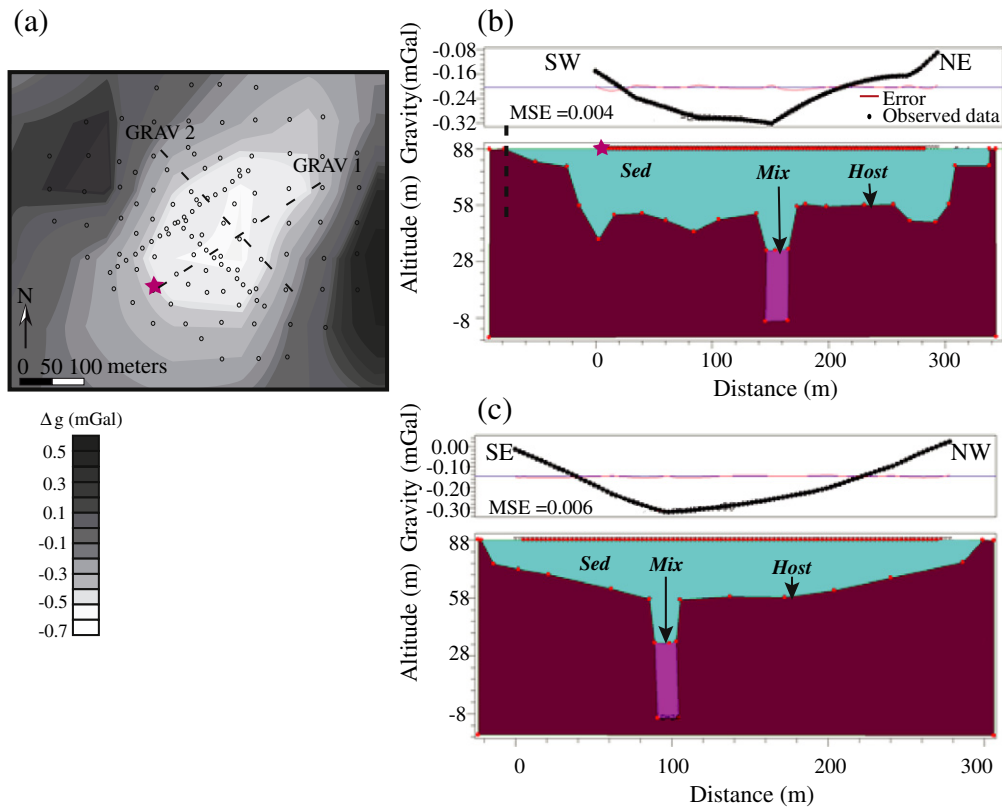 (a)
GRAV 2
GRAV 1
N
0 50 100 meters
Δg (mGal)
0.5
0.3
0.1
-0.1
-0.3
-0.5
-0.7
(b)
Gravity(mGal)
-0.08
-0.16
-0.24
-0.32
SW
NE
MSE =0.004
Error
Observed data
Altitude (m)
88
58
28
-8
Sed
Mix
Host
0 100 200 300
Distance (m)
(c)
Gravity (mGal)
0.00
-0.10
-0.20
-0.30
SE
NW
MSE =0.006
Altitude (m)
88
58
28
-8
Sed
Mix
Host
0 100 200 300
Distance (m)